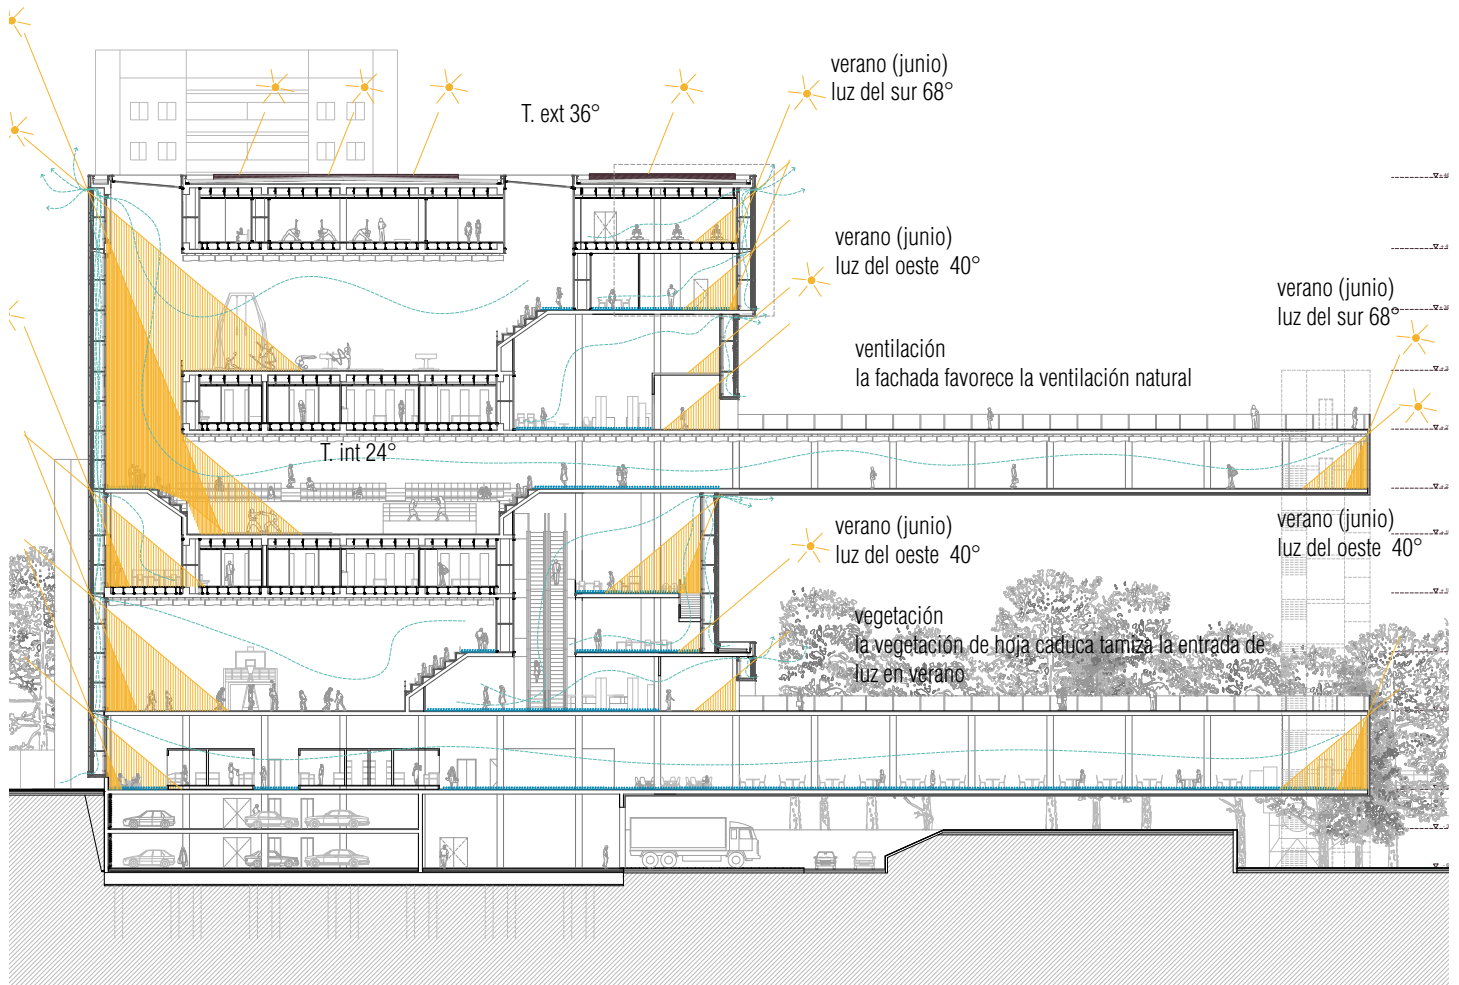 verano (junio)
luz del sur 68°
T. ext 36°
verano (junio)
luz del oeste 40°
verano (junio)
luz del sur 68°
ventilación
la fachada favorece la ventilación natural
T. int 24°
verano (junio)
luz del oeste 40°
verano (junio)
luz del oeste 40°
vegetación
la vegetación de hoja caduca tamiza la entrada de
luz en verano